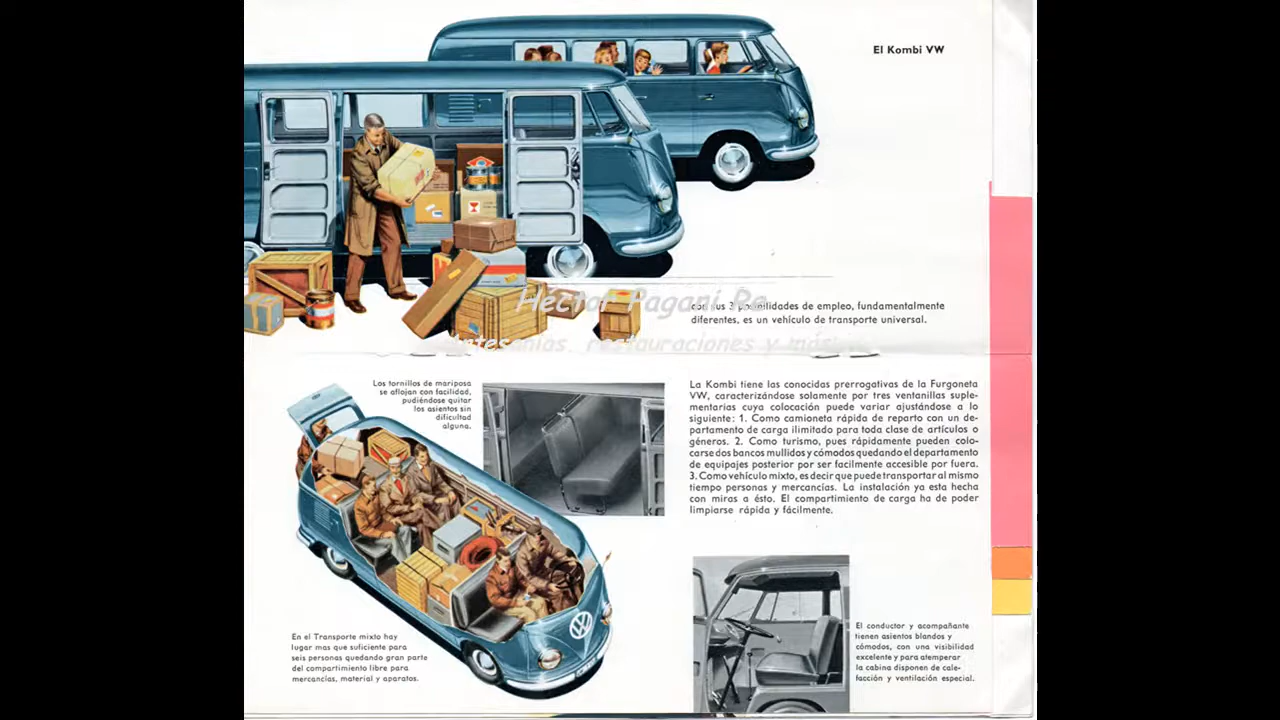 El Kombi VW
Héctor Pagani Re
con sus 3 posibilidades de empleo, fundamentalmente
diferentes, es un vehículo de transporte universal.
Artesanías, restauraciones y más
Los tornillos de mariposa
se aflojan con facilidad,
pudiéndose quitar
los asientos sin
dificultad
alguna.
La Kombi tiene las conocidas prerrogativas de la Furgoneta
VW, caracterizándose solamente por tres ventanillas suple-
mentarias cuya colocación puede variar ajustándose a lo
siguiente: 1. Como camioneta rápida de reparto con un de-
partamento de carga ilimitado para toda clase de artículos o
géneros. 2. Como turismo, pues rápidamente pueden colo-
carse dos bancos mullidos y cómodos quedando el departamento
de equipajes posterior por ser facilmente accesible por fuera.
3. Como vehículo mixto, es decir que puede transportar al mismo
tiempo personas y mercancías. La instalación ya esta hecha
con miras a ésto. El compartimiento de carga ha de poder
limpiarse rápida y fácilmente.
En el Transporte mixto hay
lugar mas que suficiente para
seis personas quedando gran parte
del compartimiento libre para
mercancías, material y aparatos.
El conductor y acompañante
tienen asientos blandos y
cómodos, con una visibilidad
excelente y para atemperar
la cabina disponen de cale-
facción y ventilación especial.